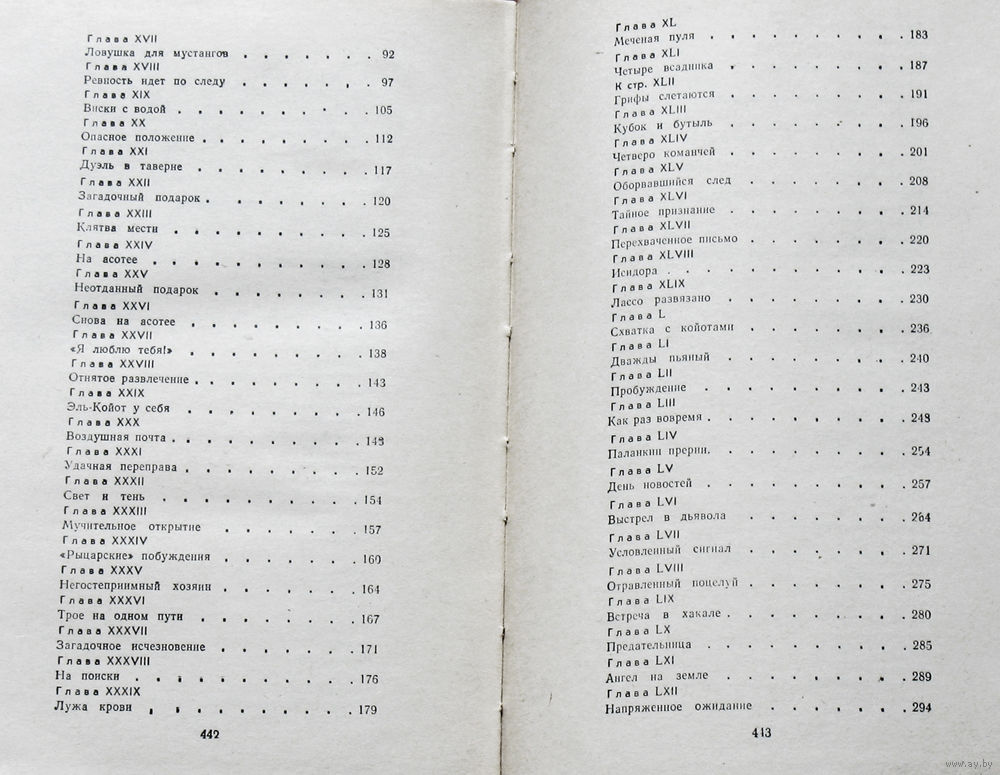 Глава XVII
Ловушка для мустангов . . . . . . . 92
Глава XVIII
Ревность идет по следу . . . . . . . 97
Глава XIX
Виски с водой . . . . . . . . . 105
Глава XX
Опасное положение . . . . . . . . 112
Глава XXI
Дуэль в таверне . . . . . . . . . 117
Глава XXII
Загадочный подарок . . . . . . . . 120
Глава XXIII
Клятва мести . . . . . . . . . 125
Глава XXIV
На асотее . . . . . . . . . . 128
Глава XXV
Неотданный подарок . . . . . . . . 131
Глава XXVI
Снова на асотее . . . . . . . . . 136
Глава XXVII
«Я люблю тебя!» . . . . . . . . . 138
Глава XXVIII
Отнятое развлечение . . . . . . . . 143
Глава XXIX
Эль-Койот у себя . . . . . . . . . 146
Глава XXX
Воздушная почта . . . . . . . . . 148
Глава XXXI
Удачная переправа . . . . . . . . 152
Глава XXXII
Свет и тень . . . . . . . . . . 154
Глава XXXIII
Мучительное открытие . . . . . . . 157
Глава XXXIV
«Рыцарские» побуждения . . . . . . . 160
Глава XXXV
Негостеприимный хозяин . . . . . . . 164
Глава XXXVI
Трое на одном пути . . . . . . . . 167
Глава XXXVII
Загадочное исчезновение . . . . . . . 171
Глава XXXVIII
На поиски . . . . . . . . . . 176
Глава XXXIX
Лужа крови . . . . . . . . . . 179
442
Глава XL
Меченая пуля . . . . . . . . . 183
Глава XLI
Четыре всадника . . . . . . . . 187
К стр. XLII
Грифы слетаются . . . . . . . . 191
Глава XLIII
Кубок и бутыль . . . . . . . . 196
Глава XLIV
Четверо команчей . . . . . . . . 201
Глава XLV
Оборвавшийся след . . . . . . . . 208
Глава XLVI
Тайное признание . . . . . . . . 214
Глава XLVII
Перехваченное письмо . . . . . . . 220
Глава XLVIII
Исидора . . . . . . . . . . 223
Глава XLIX
Лассо развязано . . . . . . . . 230
Глава L
Схватка с койотами . . . . . . . . 236
Глава LI
Дважды пьяный . . . . . . . . 240
Глава LII
Пробуждение . . . . . . . . . 243
Глава LIII
Как раз вовремя . . . . . . . . . 248
Глава LIV
Паланкин прерий . . . . . . . . . 254
Глава LV
День новостей . . . . . . . . . 257
Глава LVI
Выстрел в дьявола . . . . . . . . 264
Глава LVII
Условленный сигнал . . . . . . . . 271
Глава LVIII
Отравленный поцелуй . . . . . . . 275
Глава LIX
Встреча в хакале . . . . . . . . . 280
Глава LX
Предательница . . . . . . . . . 285
Глава LXI
Ангел на земле . . . . . . . . . 289
Глава LXII
Напряженное ожидание . . . . . . . 294
443
www.ay.by